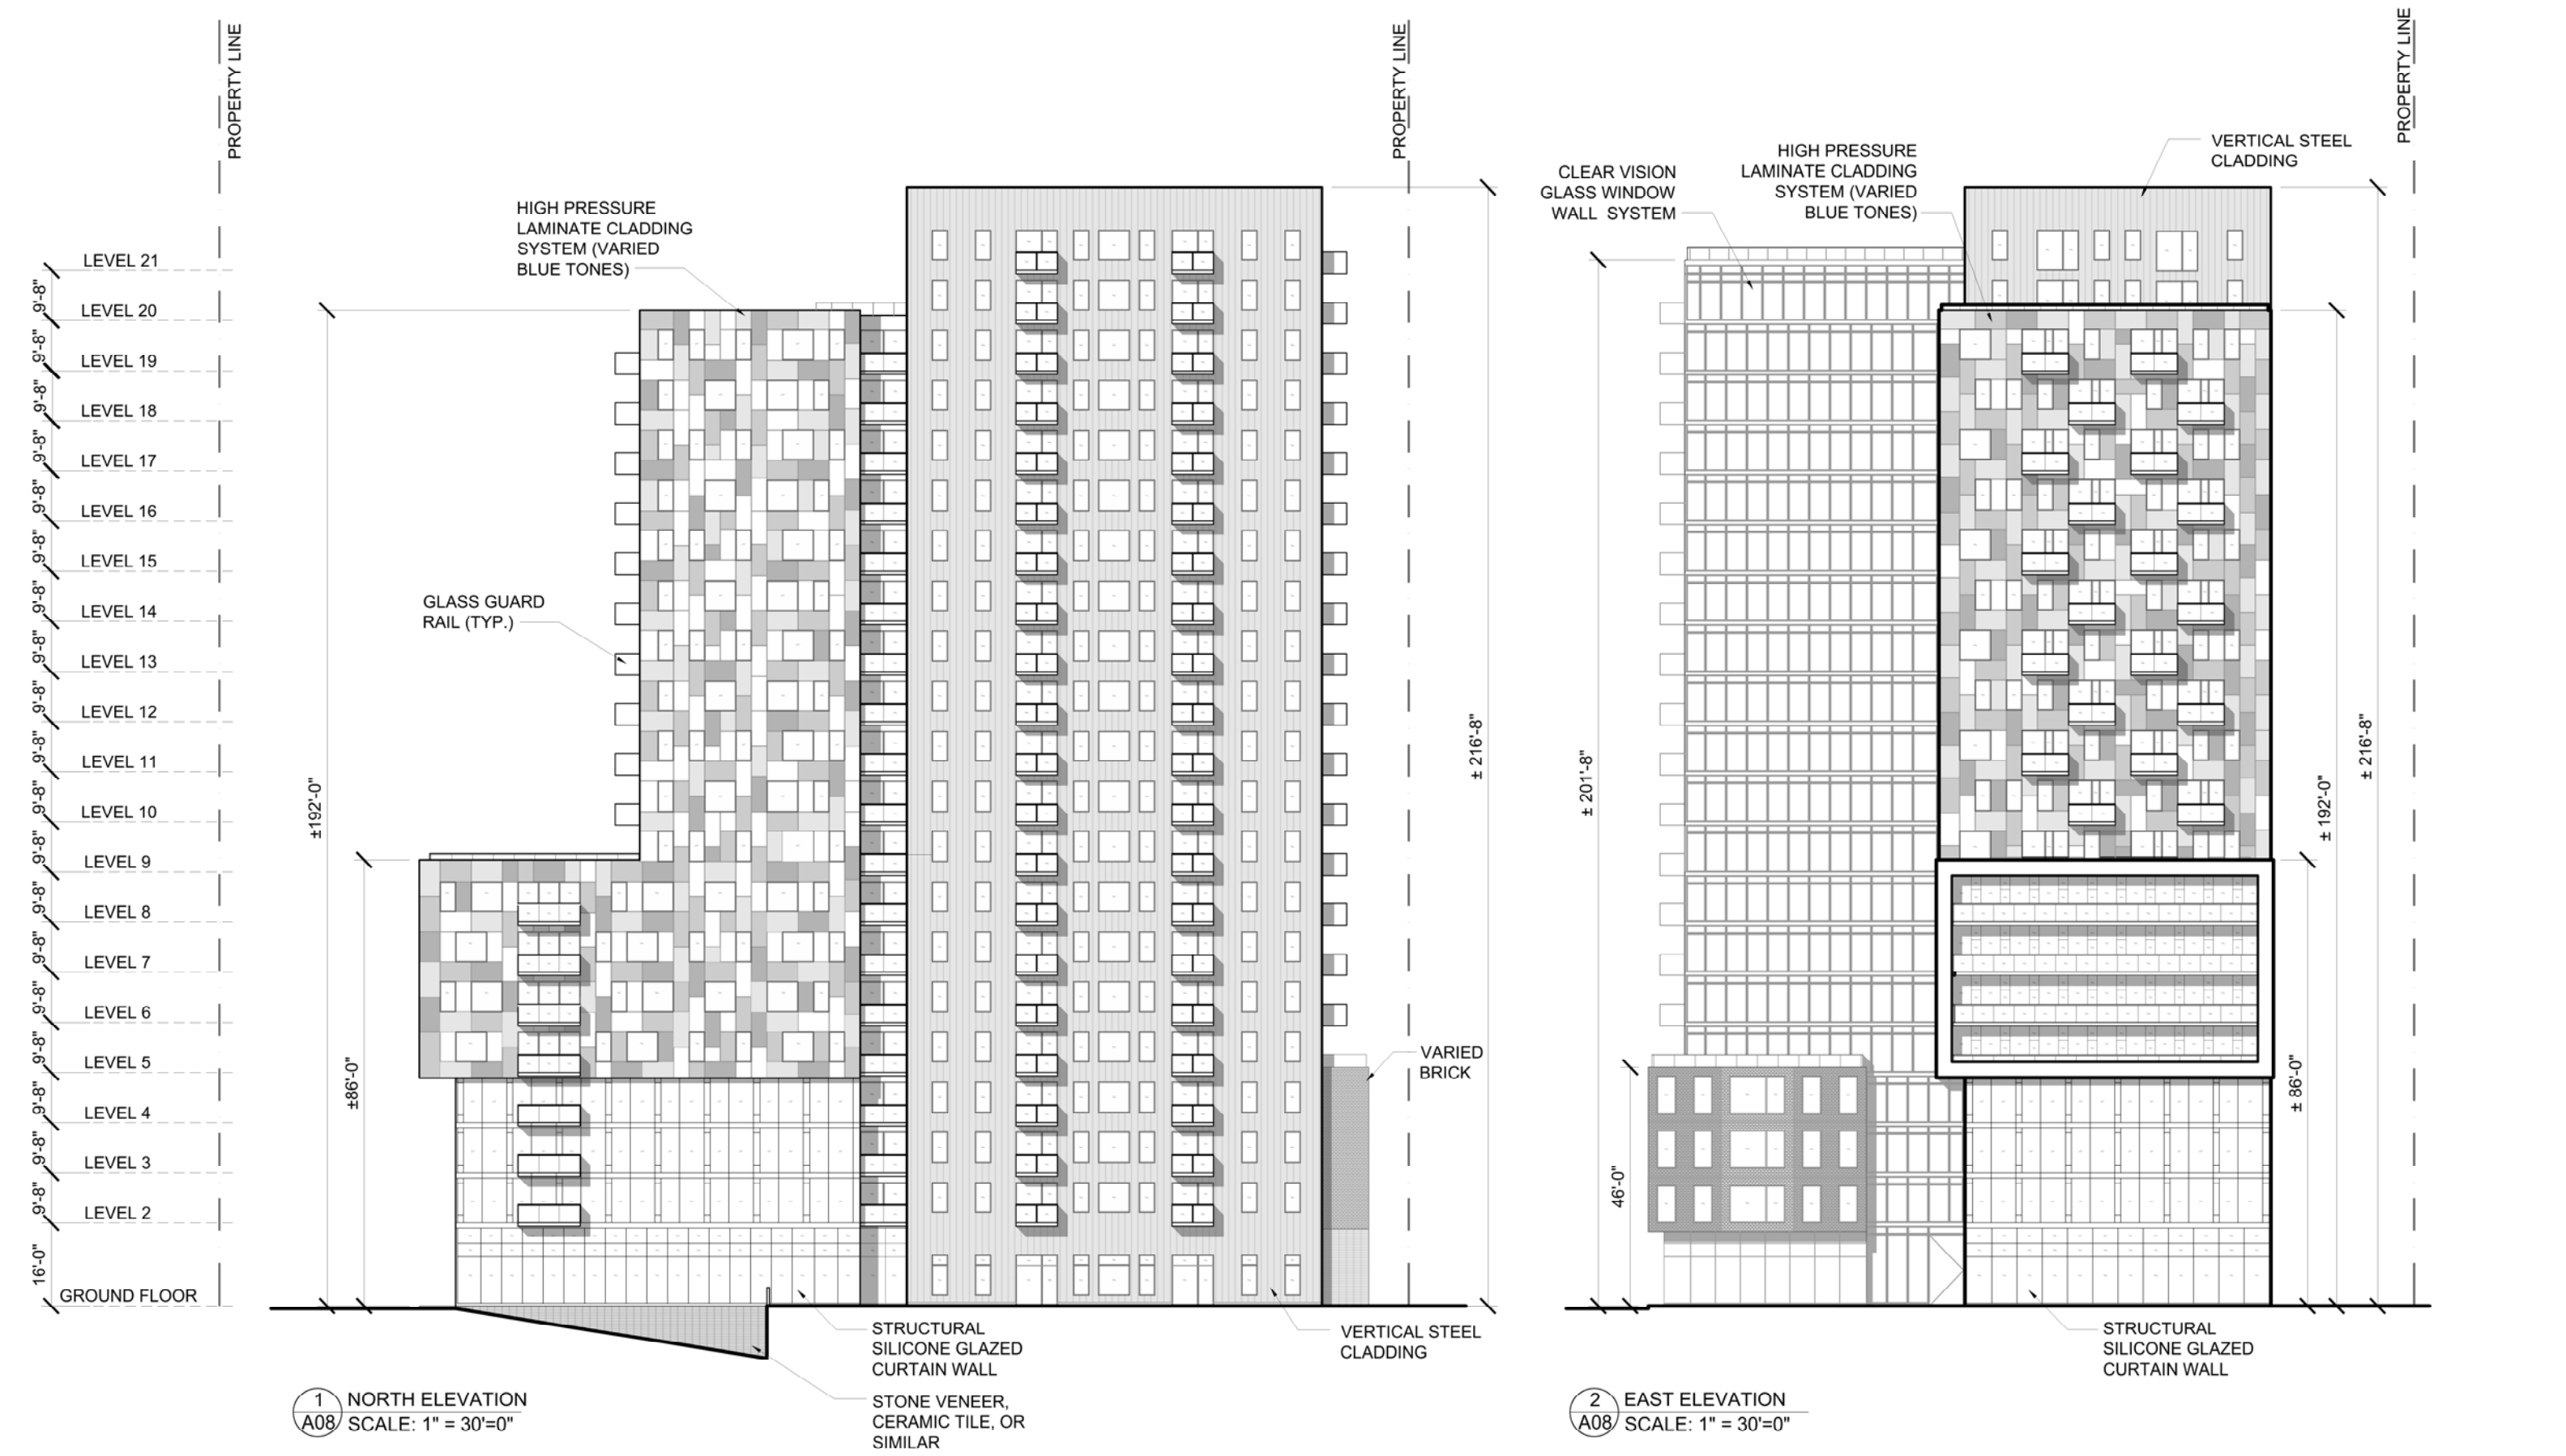 PROPERTY LINE
PROPERTY LINE
PROPERTY LINE
HIGH PRESSURE
LAMINATE CLADDING
SYSTEM (VARIED
BLUE TONES)
CLEAR VISION
GLASS WINDOW
WALL SYSTEM
HIGH PRESSURE
LAMINATE CLADDING
SYSTEM (VARIED
BLUE TONES)
VERTICAL STEEL
CLADDING
LEVEL 21
9'-8"
LEVEL 20
9'-8"
LEVEL 19
9'-8"
LEVEL 18
9'-8"
LEVEL 17
9'-8"
LEVEL 16
9'-8"
LEVEL 15
9'-8"
LEVEL 14
9'-8"
LEVEL 13
9'-8"
LEVEL 12
9'-8"
LEVEL 11
9'-8"
LEVEL 10
9'-8"
LEVEL 9
9'-8"
LEVEL 8
9'-8"
LEVEL 7
9'-8"
LEVEL 6
9'-8"
LEVEL 5
9'-8"
LEVEL 4
9'-8"
LEVEL 3
9'-8"
LEVEL 2
16'-0"
GROUND FLOOR
GLASS GUARD
RAIL (TYP.)
±192'-0"
±86'-0"
± 216'-8"
VARIED
BRICK
± 201'-8"
46'-0"
± 216'-8"
± 192'-0"
± 86'-0"
STRUCTURAL
SILICONE GLAZED
CURTAIN WALL
VERTICAL STEEL
CLADDING
STONE VENEER,
CERAMIC TILE, OR
SIMILAR
STRUCTURAL
SILICONE GLAZED
CURTAIN WALL
1
A08
NORTH ELEVATION
SCALE: 1" = 30'=0"
2
A08
EAST ELEVATION
SCALE: 1" = 30'=0"